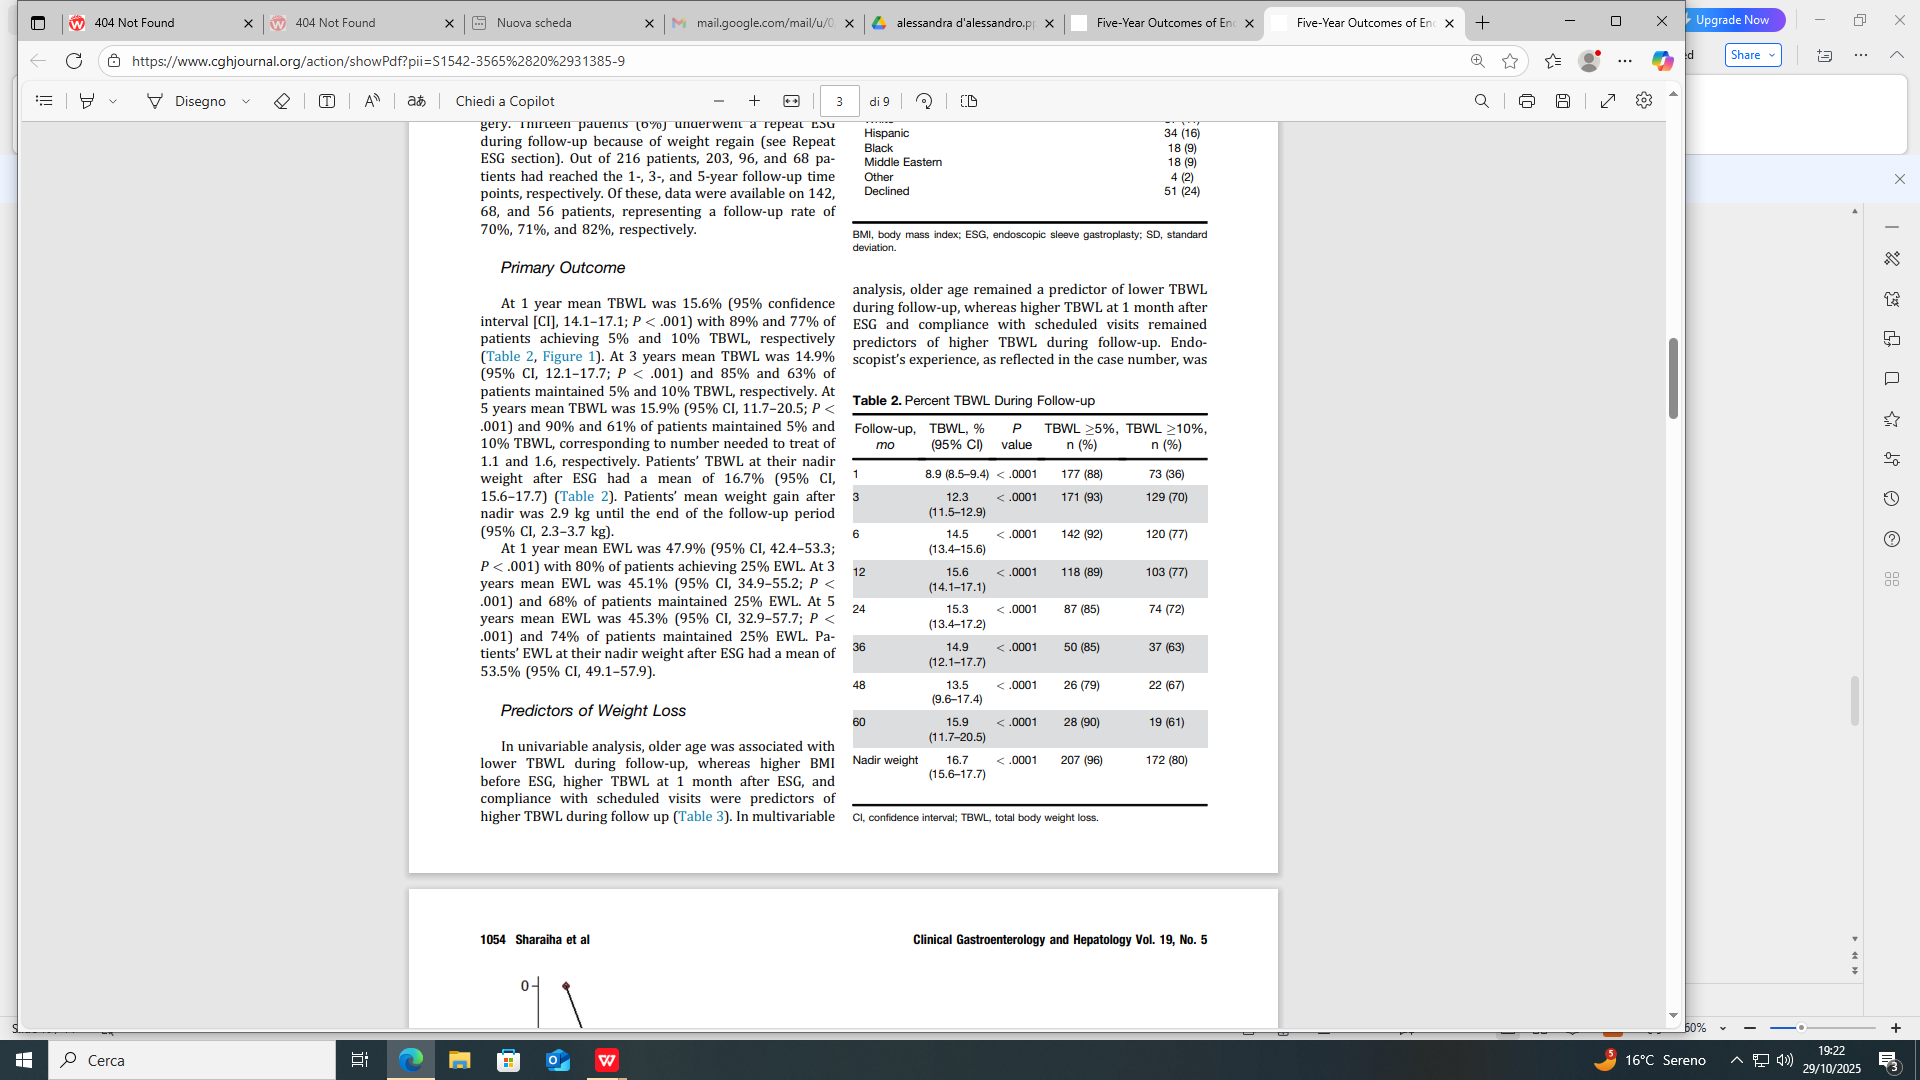 404 Not Found
404 Not Found
Nuova scheda
mail.google.com/mail/u/0
alessandra d'alessandro.pp
Five-Year Outcomes of End
Five-Year Outcomes of End
Upgrade Now
https://www.cghjournal.org/action/showPdf?pii=S1542-3565%2820%2931385-9
Share
Disegno
Chiedi a Copilot
3
di 9
gery. Thirteen patients (6%) underwent a repeat ESG
during follow-up because of weight regain (see Repeat
ESG section). Out of 216 patients, 203, 96, and 68 pa-
tients had reached the 1-, 3-, and 5-year follow-up time
points, respectively. Of these, data were available on 142,
68, and 56 patients, representing a follow-up rate of
70%, 71%, and 82%, respectively.
Primary Outcome
At 1 year mean TBWL was 15.6% (95% confidence
interval [CI], 14.1–17.1; P < .001) with 89% and 77% of
patients achieving 5% and 10% TBWL, respectively
(Table 2, Figure 1). At 3 years mean TBWL was 14.9%
(95% CI, 12.1–17.7; P < .001) and 85% and 63% of
patients maintained 5% and 10% TBWL, respectively. At
5 years mean TBWL was 15.9% (95% CI, 11.7–20.5; P <
.001) and 90% and 61% of patients maintained 5% and
10% TBWL, corresponding to number needed to treat of
1.1 and 1.6, respectively. Patients' TBWL at their nadir
weight after ESG had a mean of 16.7% (95% CI,
15.6–17.7) (Table 2). Patients' mean weight gain after
nadir was 2.9 kg until the end of the follow-up period
(95% CI, 2.3–3.7 kg).
At 1 year mean EWL was 47.9% (95% CI, 42.4–53.3;
P < .001) with 80% of patients achieving 25% EWL. At 3
years mean EWL was 45.1% (95% CI, 34.9–55.2; P <
.001) and 68% of patients maintained 25% EWL. At 5
years mean EWL was 45.3% (95% CI, 32.9–57.7; P <
.001) and 74% of patients maintained 25% EWL. Pa-
tients' EWL at their nadir weight after ESG had a mean of
53.5% (95% CI, 49.1–57.9).
Predictors of Weight Loss
In univariable analysis, older age was associated with
lower TBWL during follow-up, whereas higher BMI
before ESG, higher TBWL at 1 month after ESG, and
compliance with scheduled visits were predictors of
higher TBWL during follow up (Table 3). In multivariable
Hispanic 34 (16)
Black 18 (9)
Middle Eastern 18 (9)
Other 4 (2)
Declined 51 (24)
BMI, body mass index; ESG, endoscopic sleeve gastroplasty; SD, standard
deviation.
analysis, older age remained a predictor of lower TBWL
during follow-up, whereas higher TBWL at 1 month after
ESG and compliance with scheduled visits remained
predictors of higher TBWL during follow-up. Endo-
scopist's experience, as reflected in the case number, was
Table 2. Percent TBWL During Follow-up
Follow-up, TBWL, % P TBWL ≥5%, TBWL ≥10%,
mo (95% CI) value n (%) n (%)
1 8.9 (8.5–9.4) < .0001 177 (88) 73 (36)
3 12.3 < .0001 171 (93) 129 (70)
(11.5–12.9)
6 14.5 < .0001 142 (92) 120 (77)
(13.4–15.6)
12 15.6 < .0001 118 (89) 103 (77)
(14.1–17.1)
24 15.3 < .0001 87 (85) 74 (72)
(13.4–17.2)
36 14.9 < .0001 50 (85) 37 (63)
(12.1–17.7)
48 13.5 < .0001 26 (79) 22 (67)
(9.6–17.4)
60 15.9 < .0001 28 (90) 19 (61)
(11.7–20.5)
Nadir weight 16.7 < .0001 207 (96) 172 (80)
(15.6–17.7)
CI, confidence interval; TBWL, total body weight loss.
1054 Sharaiha et al
Clinical Gastroenterology and Hepatology Vol. 19, No. 5
0
60%
Cerca
16°C Sereno
19:22
29/10/2025
3